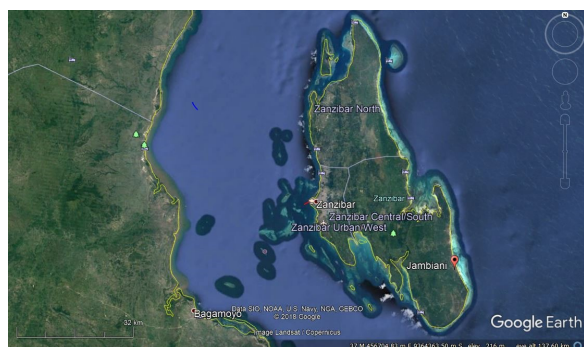 N
Zanzibar North
Zanzibar
Zanzibar
Zanzibar Central/South
Zanzibar Urban/West
Jambiani
Data SIO, NOAA, U.S. Navy, NGA, GEBCO
© 2018 Google
Bagamoyo
Image Landsat / Copernicus
32 km
Google Earth